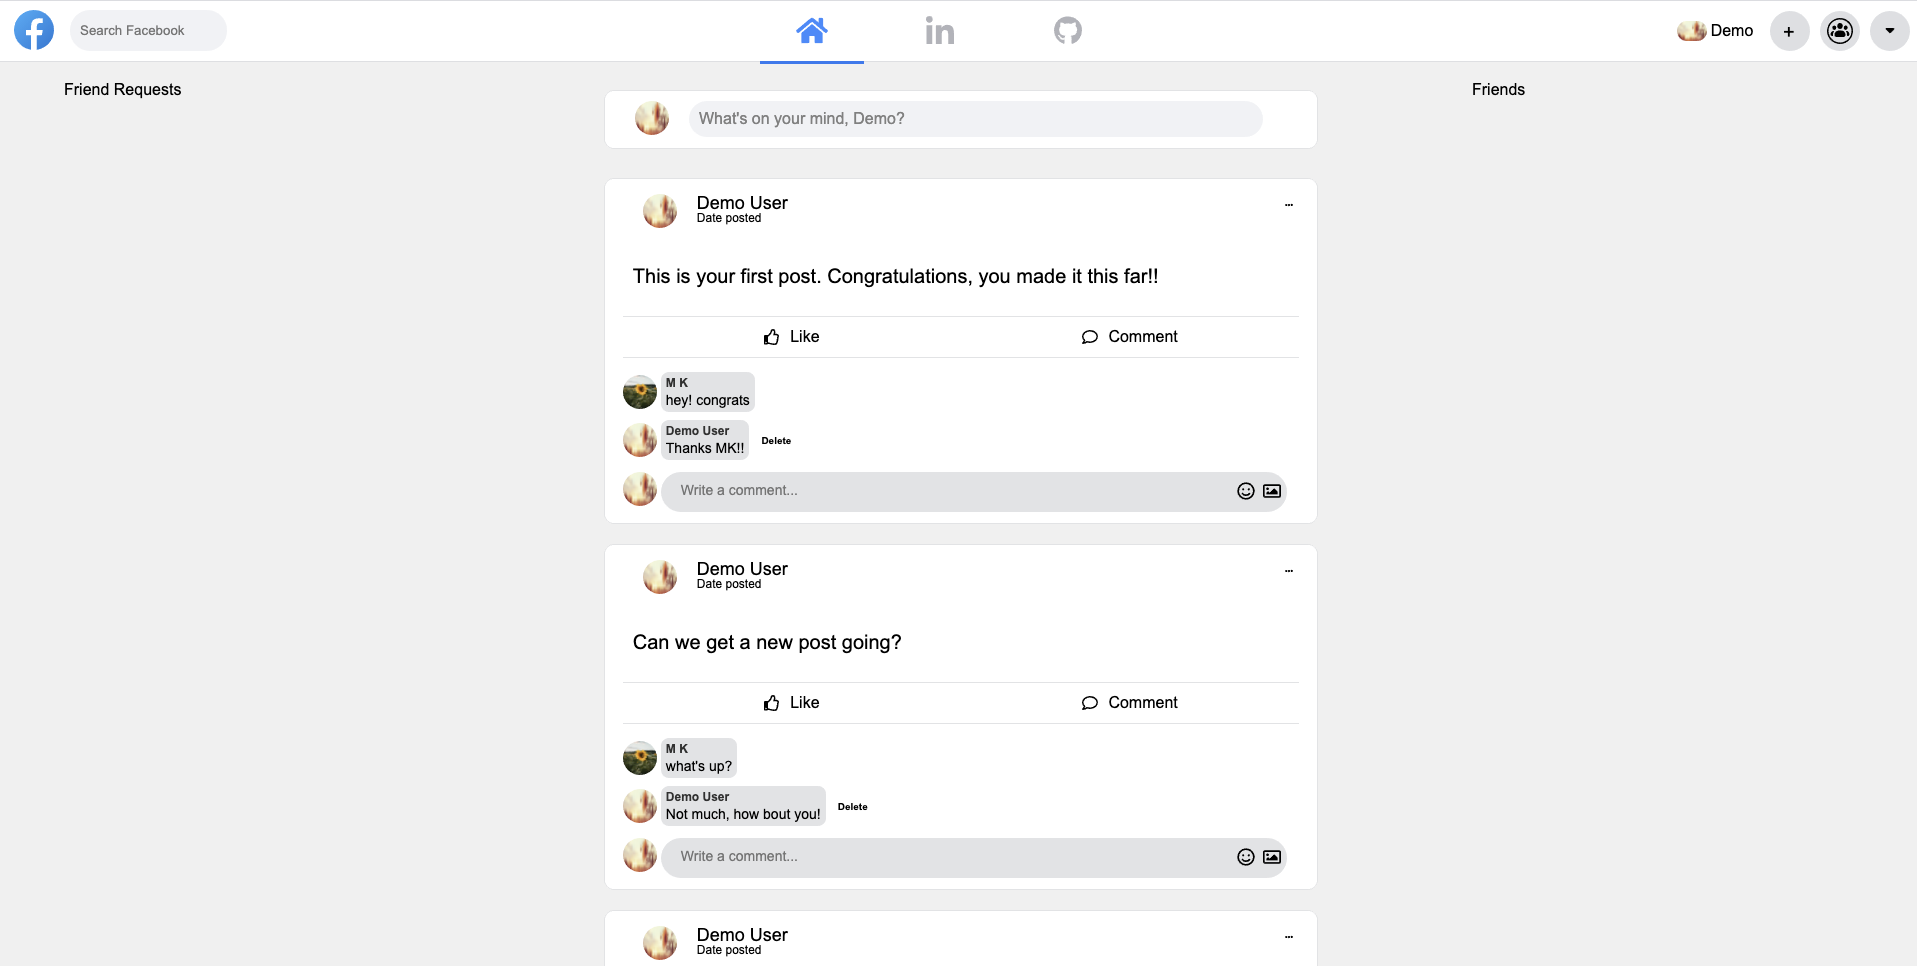 Search Facebook
Demo
Friend Requests
Friends
What's on your mind, Demo?
Demo User
Date posted
This is your first post. Congratulations, you made it this far!!
Like
Comment
M K
hey! congrats
Demo User
Thanks MK!!
Delete
Write a comment...
Demo User
Date posted
Can we get a new post going?
Like
Comment
M K
what's up?
Demo User
Not much, how bout you!
Delete
Write a comment...
Demo User
Date posted